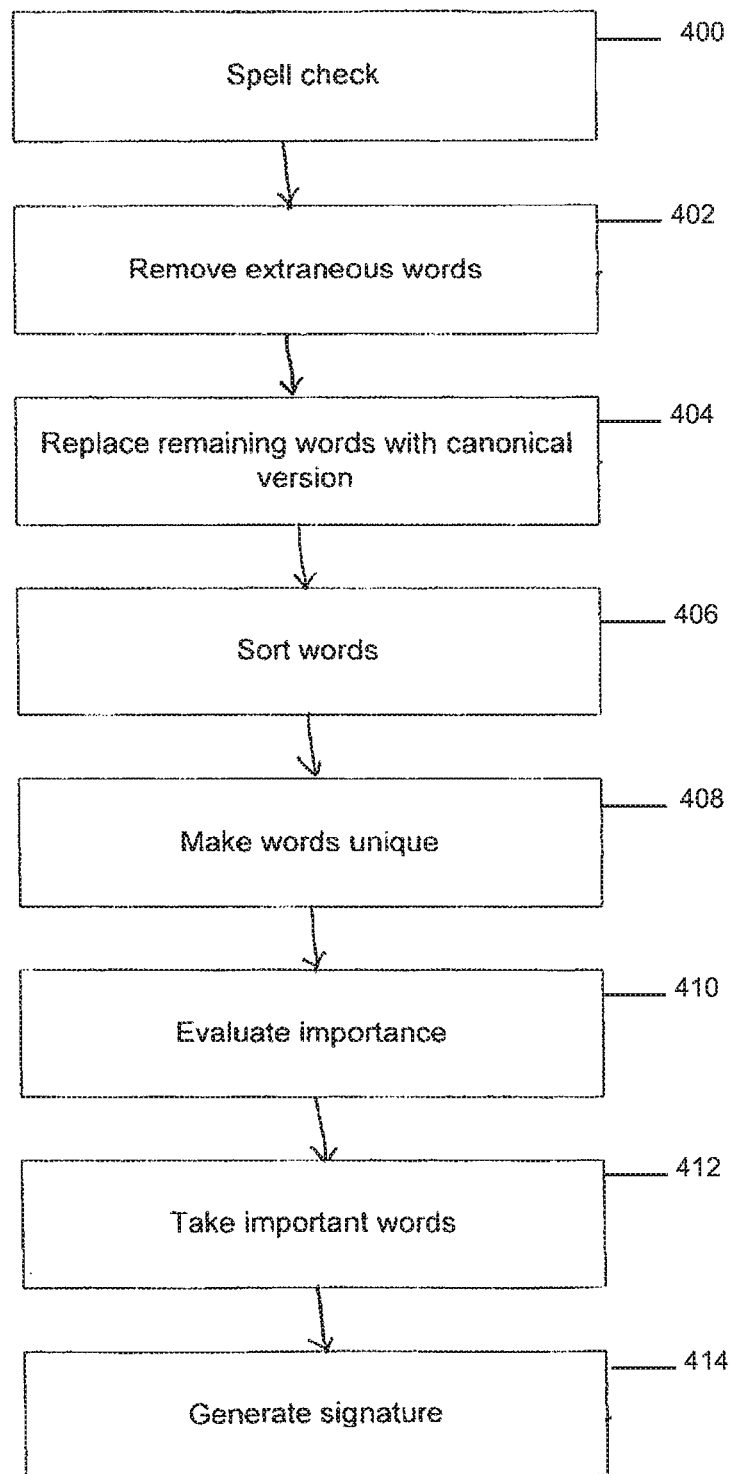 400
Spell check
402
Remove extraneous words
404
Replace remaining words with canonical
version
406
Sort words
408
Make words unique
410
Evaluate importance
412
Take important words
414
Generate signature